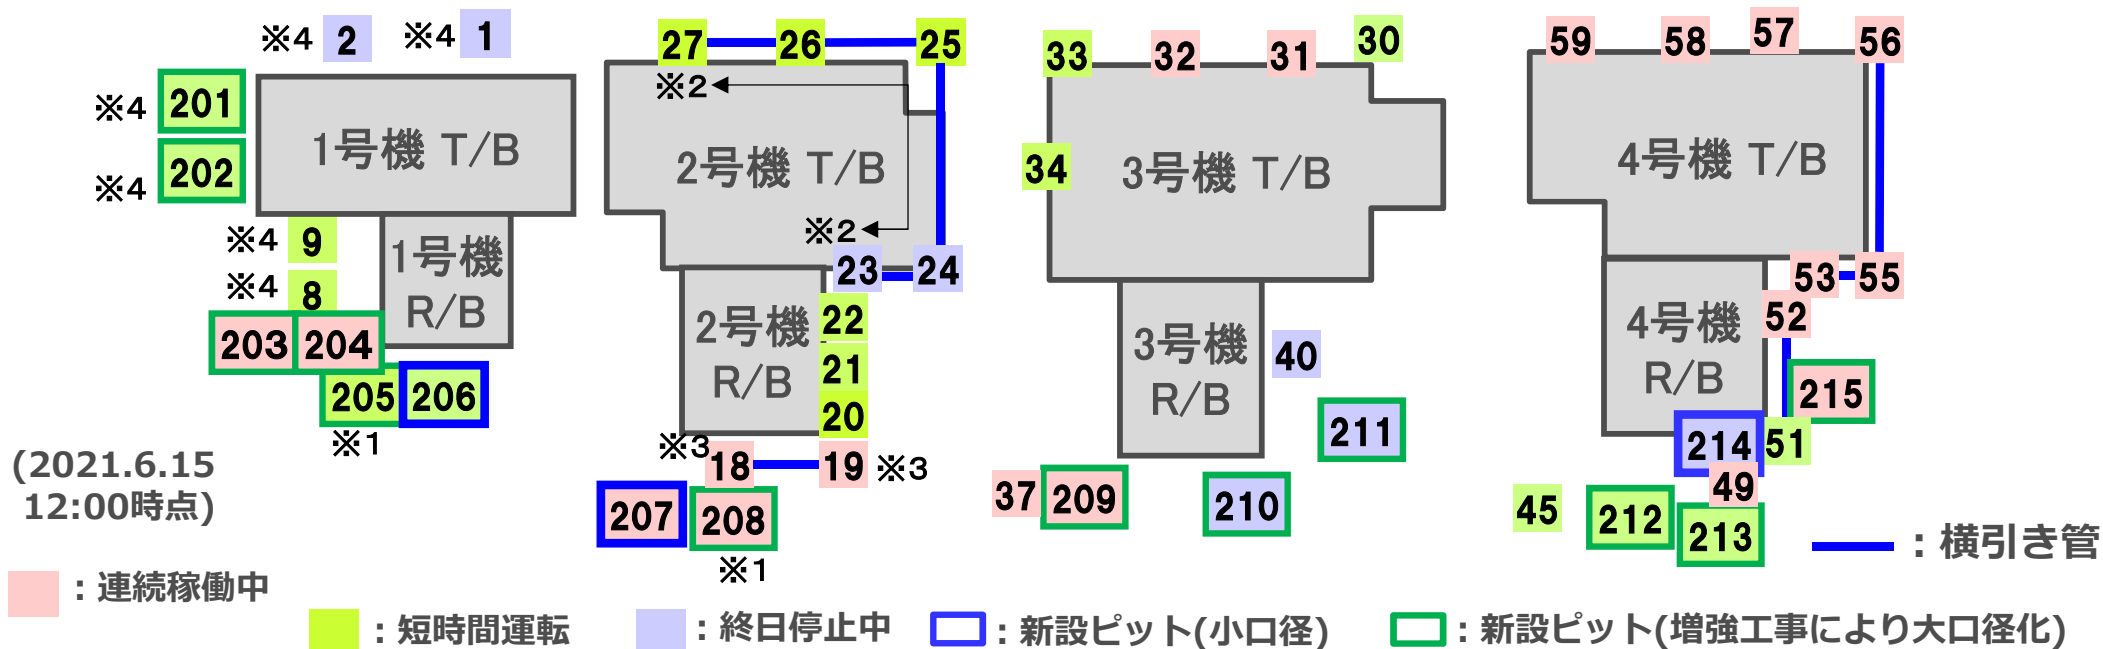 ※4 2 ※4 1
※4 201
※4 202
1号機 T/B
※4 9
※4 8
1号機
R/B
203 204
205 206
※1
27 26 25
※2
2号機 T/B
※2
23 24
2号機
R/B
22
21
20
※3 18 19 ※3
207 208
※1
33 32 31 30
34
3号機 T/B
3号機
R/B
40
211
37 209 210
59 58 57 56
4号機 T/B
53 55
52
4号機
R/B
215
214 51
49
45 212 213
(2021.6.15
12:00時点)
：横引き管
：連続稼働中
：短時間運転
：終日停止中
：新設ピット(小口径)
：新設ピット(増強工事により大口径化)